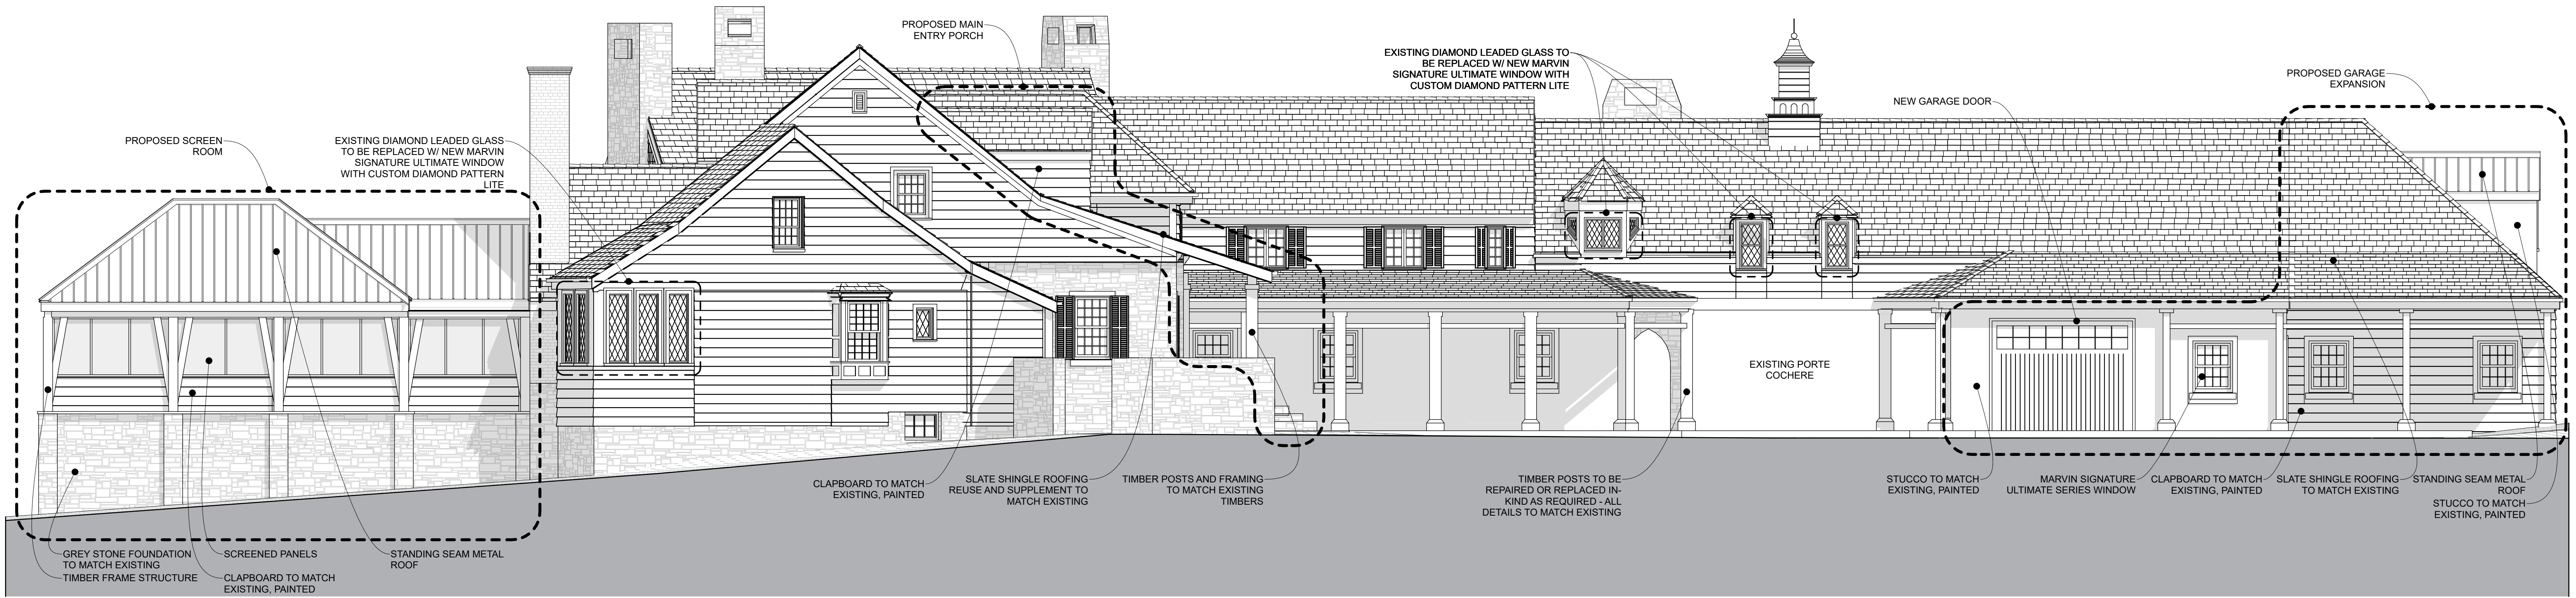 PROPOSED MAIN
ENTRY PORCH
EXISTING DIAMOND LEADED GLASS TO
BE REPLACED W/ NEW MARVIN
SIGNATURE ULTIMATE WINDOW WITH
CUSTOM DIAMOND PATTERN LITE
PROPOSED GARAGE
EXPANSION
NEW GARAGE DOOR
PROPOSED SCREEN
ROOM
EXISTING DIAMOND LEADED GLASS
TO BE REPLACED W/ NEW MARVIN
SIGNATURE ULTIMATE WINDOW
WITH CUSTOM DIAMOND PATTERN
LITE
EXISTING PORTE
COCHERE
CLAPBOARD TO MATCH
EXISTING, PAINTED
SLATE SHINGLE ROOFING
REUSE AND SUPPLEMENT TO
MATCH EXISTING
TIMBER POSTS AND FRAMING
TO MATCH EXISTING
TIMBERS
TIMBER POSTS TO BE
REPAIRED OR REPLACED IN-
KIND AS REQUIRED - ALL
DETAILS TO MATCH EXISTING
STUCCO TO MATCH
EXISTING, PAINTED
MARVIN SIGNATURE
ULTIMATE SERIES WINDOW
CLAPBOARD TO MATCH
EXISTING, PAINTED
SLATE SHINGLE ROOFING
TO MATCH EXISTING
STANDING SEAM METAL
ROOF
STUCCO TO MATCH
EXISTING, PAINTED
GREY STONE FOUNDATION
TO MATCH EXISTING
TIMBER FRAME STRUCTURE
SCREENED PANELS
CLAPBOARD TO MATCH
EXISTING, PAINTED
STANDING SEAM METAL
ROOF